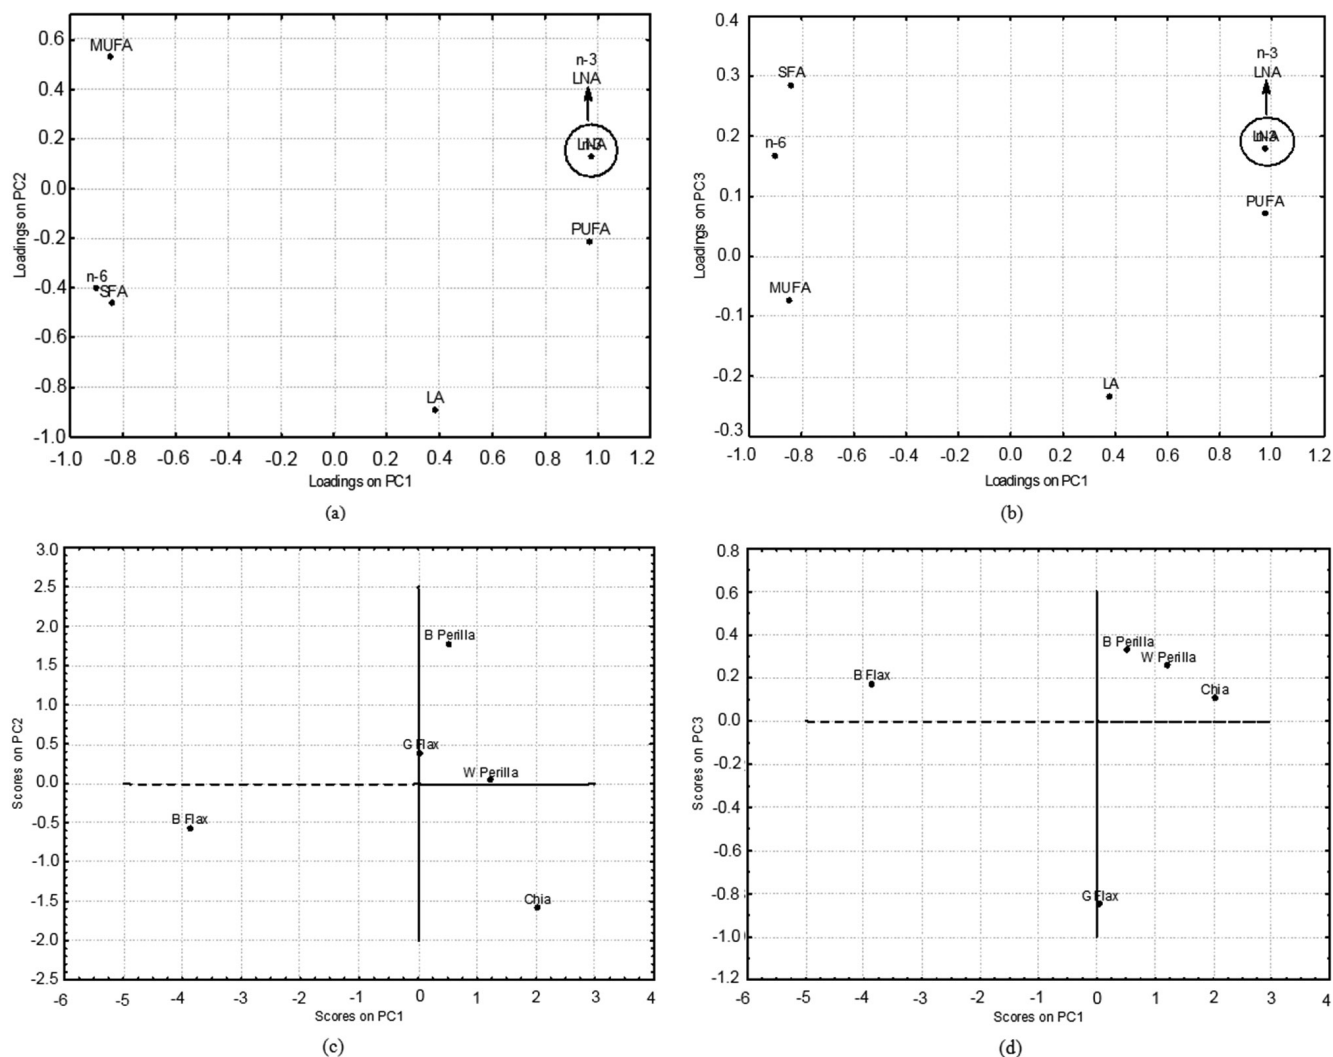 0.6
0.4
0.2
0.0
-0.2
-0.4
-0.6
-0.8
-1.0
Loadings on PC2
MUFA
n-3
LNA
LNA
n-3
PUFA
n-6
SFA
LA
-1.0 -0.8 -0.6 -0.4 -0.2 0.0 0.2 0.4 0.6 0.8 1.0 1.2
Loadings on PC1
(a)
0.4
0.3
0.2
0.1
0.0
-0.1
-0.2
-0.3
Loadings on PC3
n-3
SFA
LNA
n-6
LNA
n-3
PUFA
MUFA
LA
-1.0 -0.8 -0.6 -0.4 -0.2 0.0 0.2 0.4 0.6 0.8 1.0 1.2
Loadings on PC1
(b)
3.0
2.5
2.0
1.5
1.0
0.5
0.0
-0.5
-1.0
-1.5
-2.0
-2.5
Scores on PC2
B Perilla
G Flax
W Perilla
B Flax
Chia
-6 -5 -4 -3 -2 -1 0 1 2 3 4
Scores on PC1
(c)
0.8
0.6
0.4
0.2
0.0
-0.2
-0.4
-0.6
-0.8
-1.0
-1.2
Scores on PC3
B Perilla
W Perilla
B Flax
Chia
G Flax
-6 -5 -4 -3 -2 -1 0 1 2 3 4
Scores on PC1
(d)